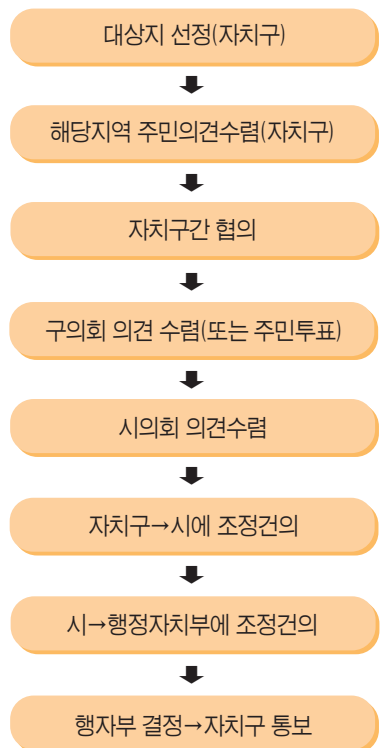 대상지 선정(자치구)
해당지역 주민의견수렴(자치구)
자치구간 협의
구의회 의견 수렴(또는 주민투표)
시의회 의견수렴
자치구→시에 조정건의
시→행정자치부에 조정건의
행자부 결정→자치구 통보